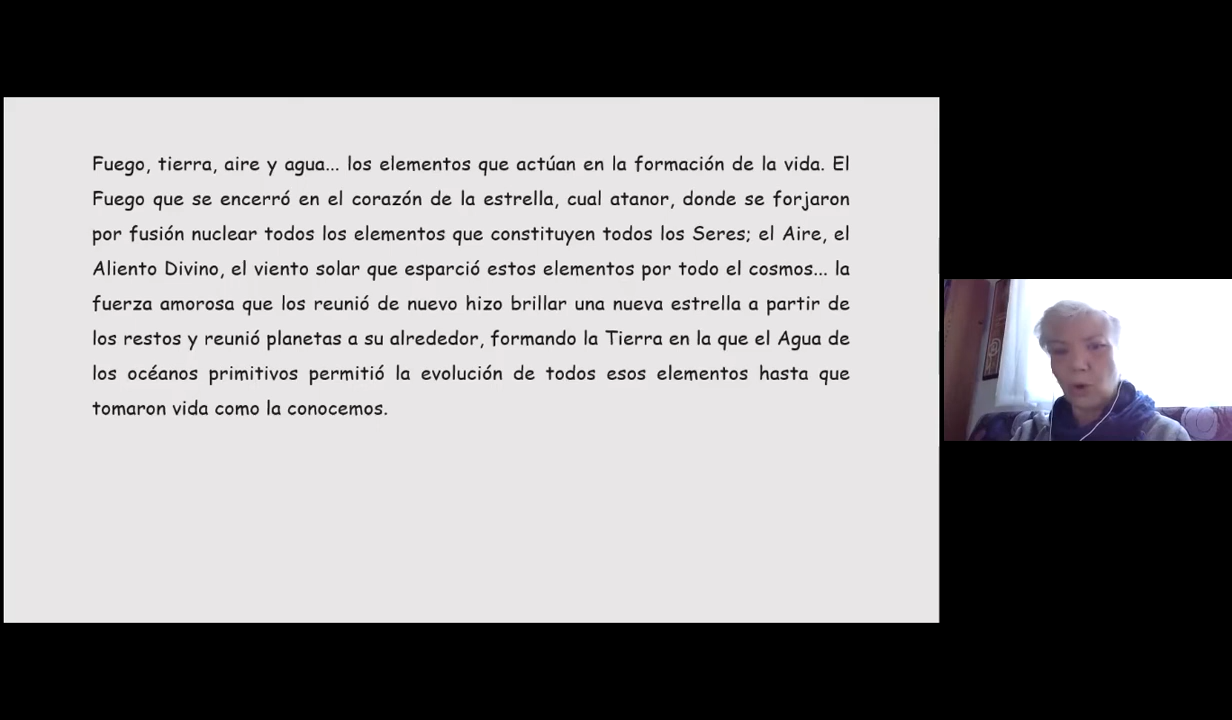 Fuego, tierra, aire y agua... los elementos que actúan en la formación de la vida. El
Fuego que se encerró en el corazón de la estrella, cual atanor, donde se forjaron
por fusión nuclear todos los elementos que constituyen todos los Seres; el Aire, el
Aliento Divino, el viento solar que esparció estos elementos por todo el cosmos... la
fuerza amorosa que los reunió de nuevo hizo brillar una nueva estrella a partir de
los restos y reunió planetas a su alrededor, formando la Tierra en la que el Agua de
los océanos primitivos permitió la evolución de todos esos elementos hasta que
tomaron vida como la conocemos.